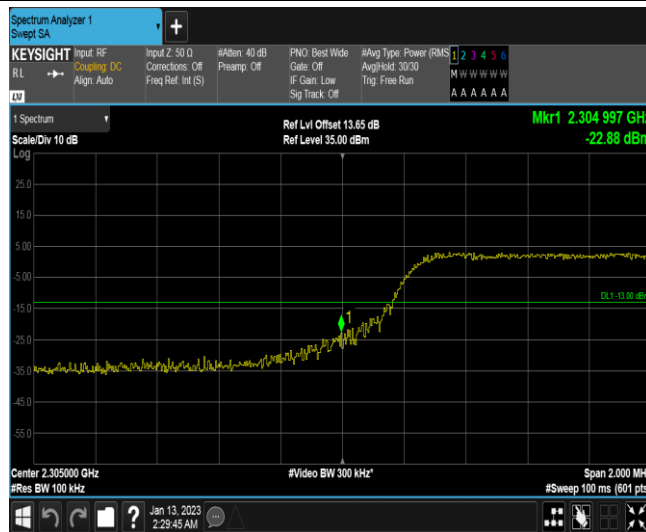 Spectrum Analyzer 1
Swept SA
+
KEYSIGHT
RL
LXI
Input: RF
Coupling: DC
Align: Auto
Input Z: 50 Ω
Corrections: Off
Freq Ref: Int (S)
#Atten: 40 dB
Preamp: Off
PNO: Best Wide
Gate: Off
IF Gain: Low
Sig Track: Off
#Avg Type: Power (RMS
Avg|Hold: 30/30
Trig: Free Run
1 2 3 4 5 6
M W W W W W
A A A A A A
1 Spectrum
Scale/Div 10 dB
Ref Lvl Offset 13.65 dB
Ref Level 35.00 dBm
Mkr1 2.304 997 GH
-22.88 dBm
Log
25.0
15.0
5.00
-5.00
-15.0
-25.0
-35.0
-45.0
-55.0
1
DL1 -13.00 dB
Center 2.305000 GHz
#Res BW 100 kHz
#Video BW 300 kHz*
Span 2.000 MH
#Sweep 100 ms (601 pts
?
Jan 13, 2023
2:29:45 AM